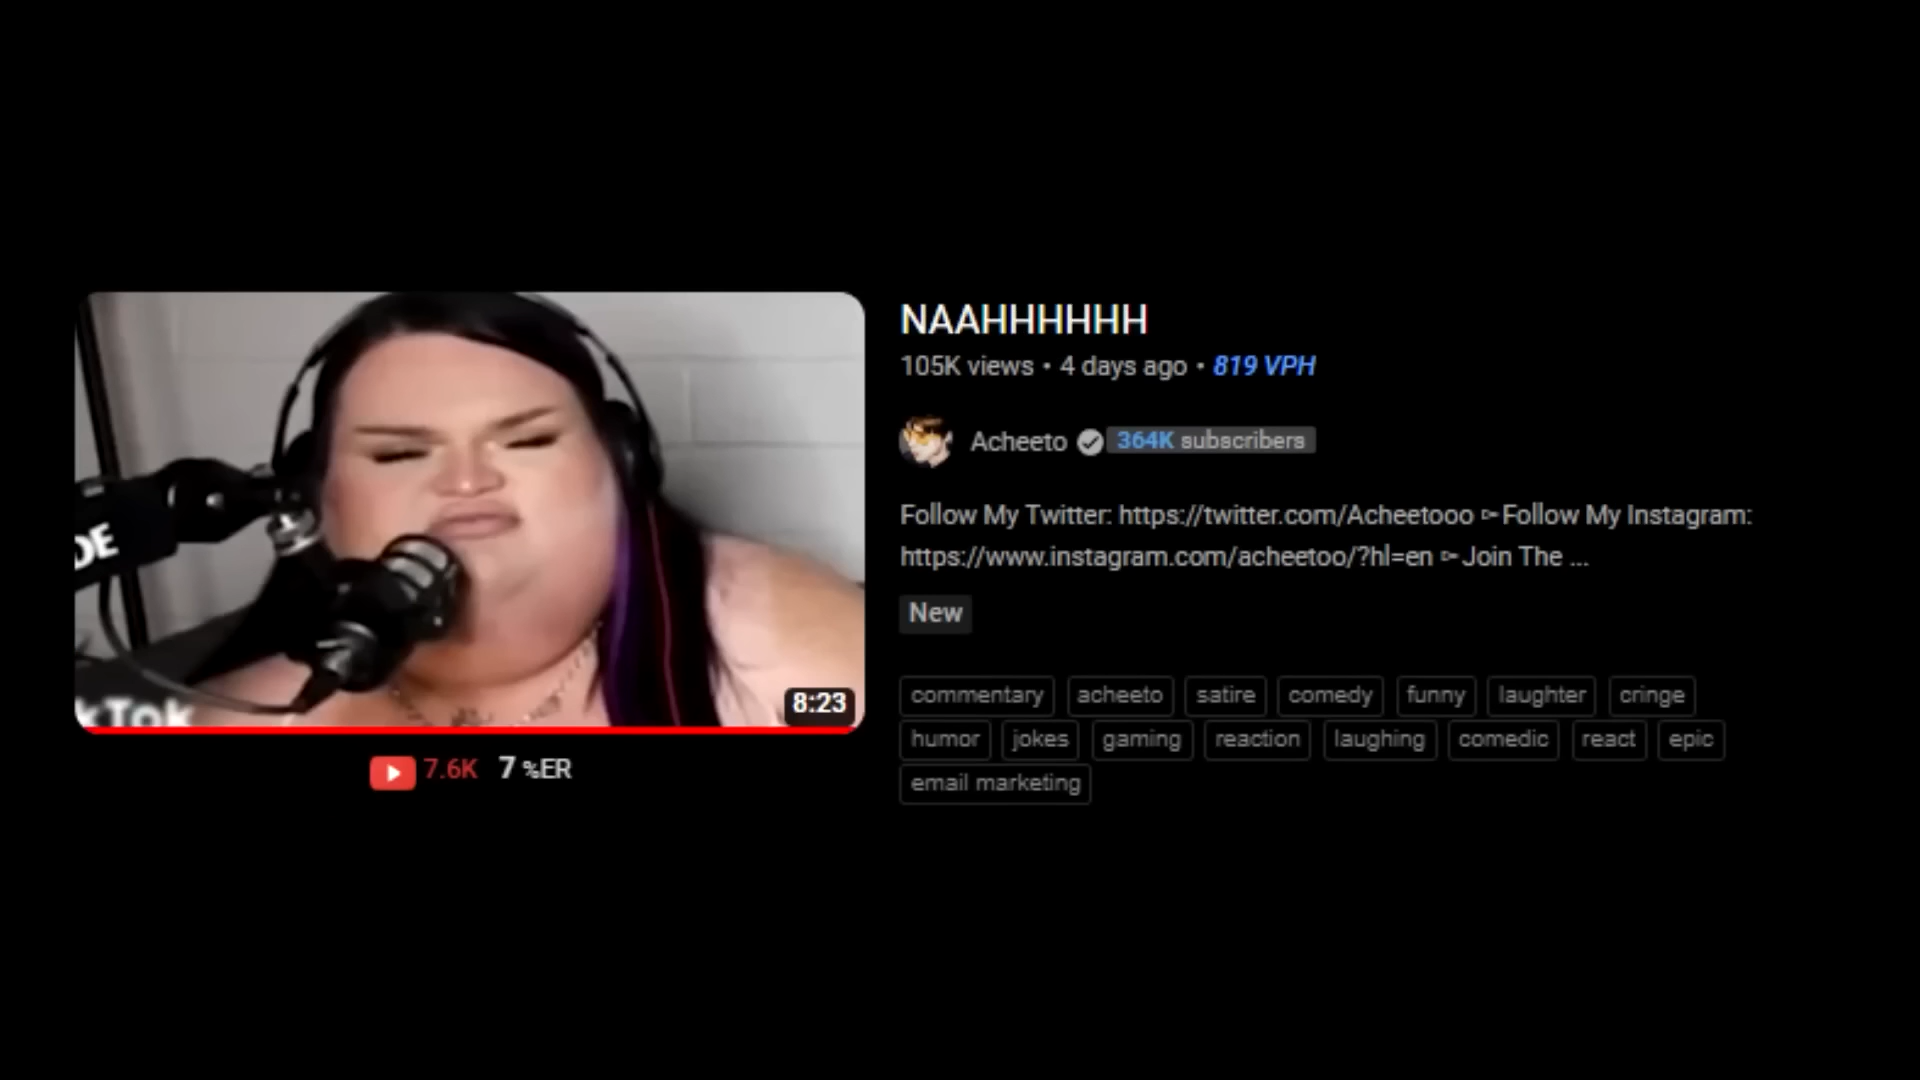 NAAHHHHHH
105K views • 4 days ago • 819 VPH
Acheeto 364K subscribers
Follow My Twitter: https://twitter.com/Acheetooo ▻Follow My Instagram:
https://www.instagram.com/acheetoo/?hl=en ▻Join The ...
New
commentary acheeto satire comedy funny laughter cringe
humor jokes gaming reaction laughing comedic react epic
email marketing
DE
kTok
8:23
7.6K 7 %ER